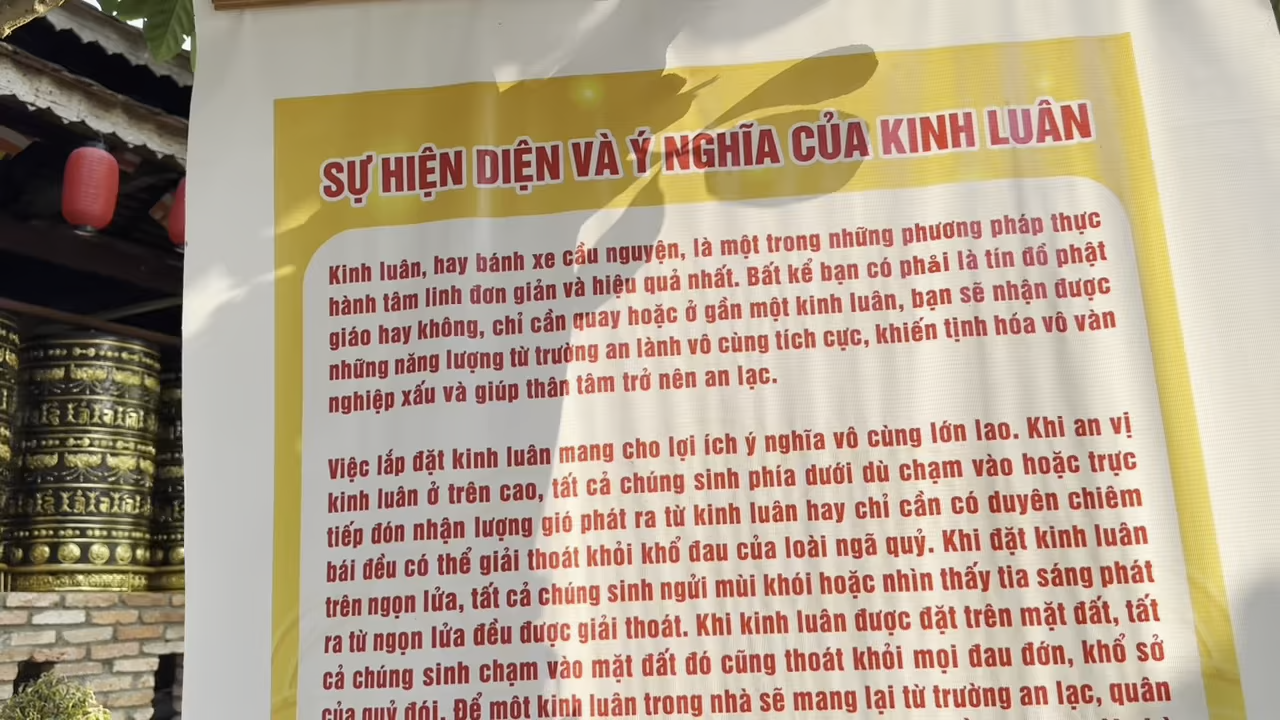 SỰ HIỆN DIỆN VÀ Ý NGHĨA CỦA KINH LUÂN
Kinh luân, hay bánh xe cầu nguyện, là một trong những phương pháp thực
hành tâm linh đơn giản và hiệu quả nhất. Bất kể bạn có phải là tín đồ phật
giáo hay không, chỉ cần quay hoặc ở gần một kinh luân, bạn sẽ nhận được
những năng lượng từ trường an lành vô cùng tích cực, khiến tịnh hóa vô vàn
nghiệp xấu và giúp thân tâm trở nên an lạc.
Việc lắp đặt kinh luân mang cho lợi ích ý nghĩa vô cùng lớn lao. Khi an vị
kinh luân ở trên cao, tất cả chúng sinh phía dưới dù chạm vào hoặc trực
tiếp đón nhận lượng gió phát ra từ kinh luân hay chỉ cần có duyên chiêm
bái đều có thể giải thoát khỏi khổ đau của loài ngã quỷ. Khi đặt kinh luân
trên ngọn lửa, tất cả chúng sinh ngửi mùi khói hoặc nhìn thấy tia sáng phát
ra từ ngọn lửa đều được giải thoát. Khi kinh luân được đặt trên mặt đất, tất
cả chúng sinh chạm vào mặt đất đó cũng thoát khỏi mọi đau đớn, khổ sở
của quỷ đói. Để một kinh luân trong nhà sẽ mang lại từ trường an lạc, quân